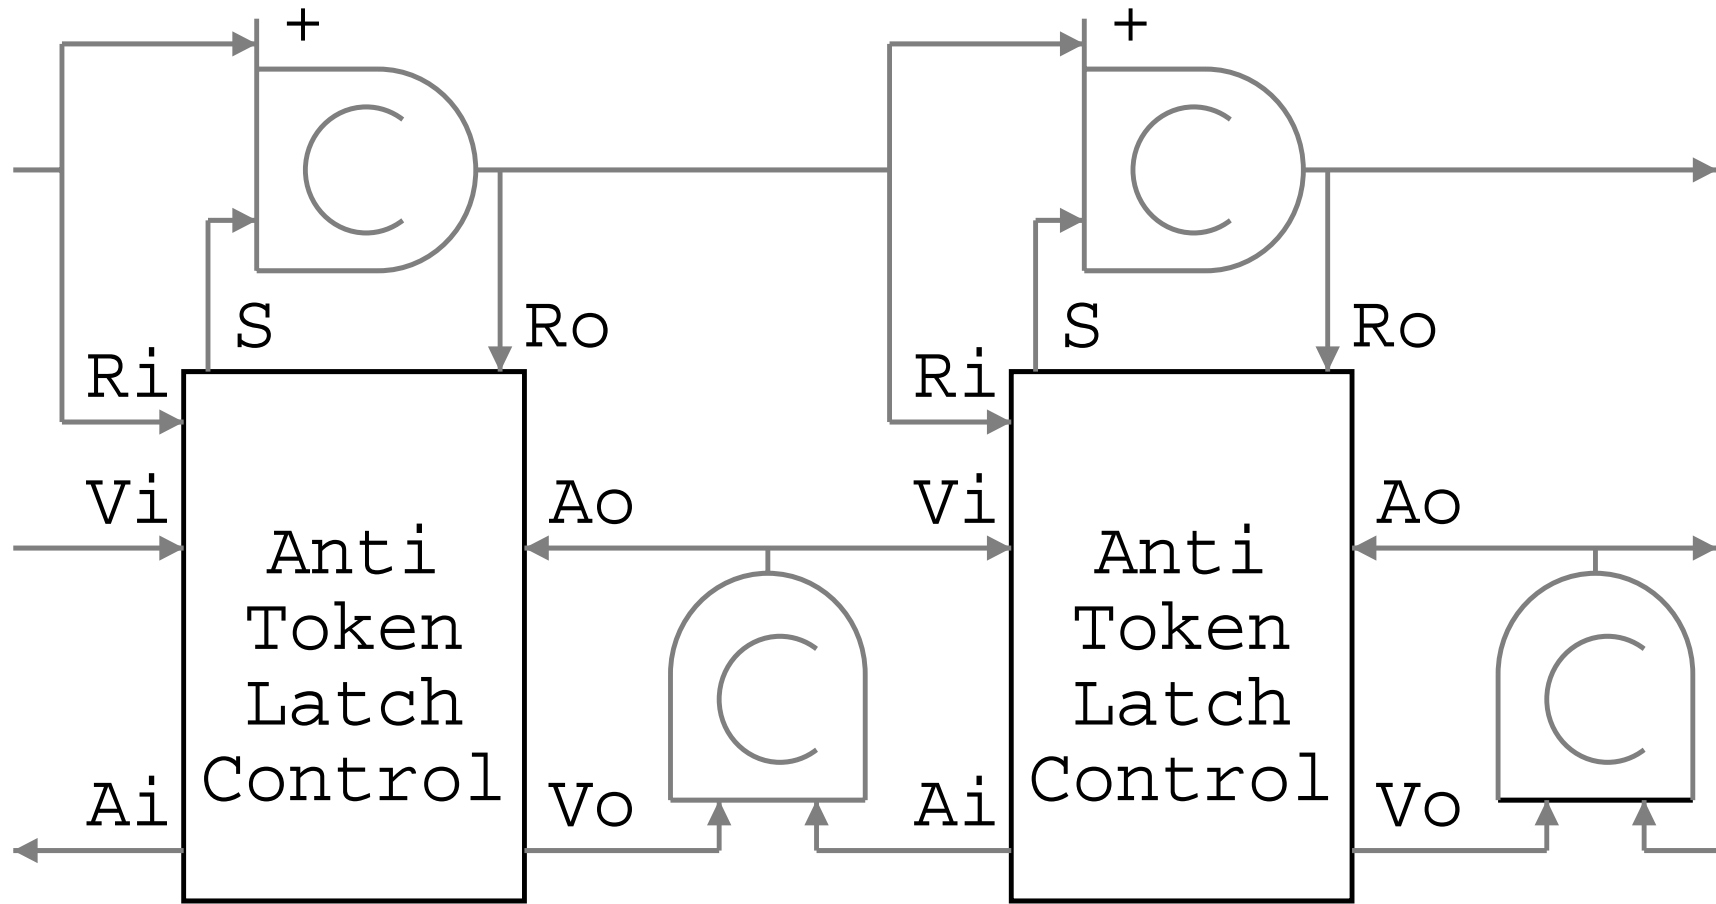 +
+
C
C
S
Ro
S
Ro
Ri
Ri
Vi
Ao
Vi
Ao
Anti
Token
Latch
Control
Anti
Token
Latch
Control
C
C
Ai
Vo
Ai
Vo